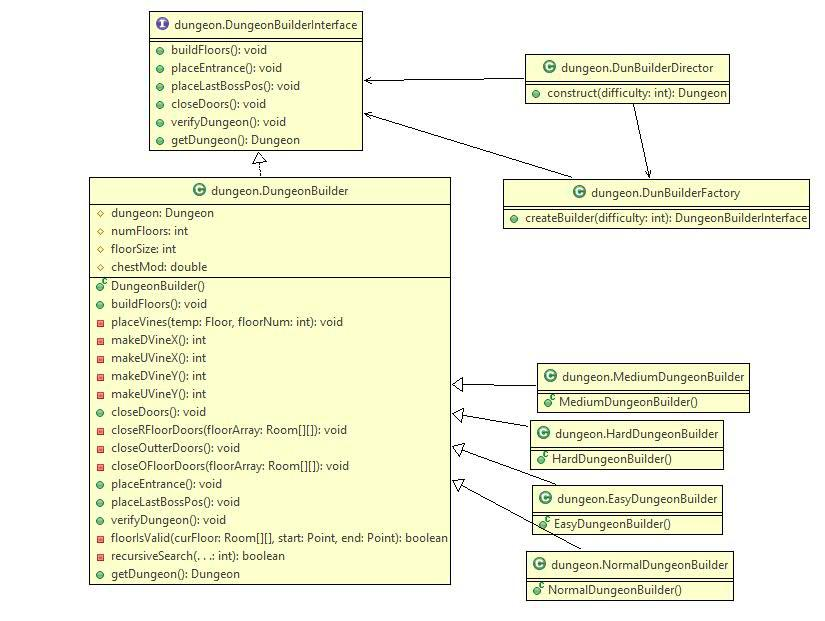 I dungeon.DungeonBuilderInterface
buildFloors(): void
placeEntrance(): void
placeLastBossPos(): void
closeDoors(): void
verifyDungeon(): void
getDungeon(): Dungeon
C dungeon.DunBuilderDirector
construct(difficulty: int): Dungeon
C dungeon.DunBuilderFactory
createBuilder(difficulty: int): DungeonBuilderInterface
C dungeon.DungeonBuilder
dungeon: Dungeon
numFloors: int
floorSize: int
chestMod: double
c DungeonBuilder()
buildFloors(): void
placeVines(temp: Floor, floorNum: int): void
makeDVineX(): int
makeUVineX(): int
makeDVineY(): int
makeUVineY(): int
closeDoors(): void
closeRFloorDoors(floorArray: Room[][]): void
closeOutterDoors(): void
closeOFloorDoors(floorArray: Room[][]): void
placeEntrance(): void
placeLastBossPos(): void
verifyDungeon(): void
floorIsValid(curFloor: Room[][], start: Point, end: Point): boolean
recursiveSearch(. . .: int): boolean
getDungeon(): Dungeon
C dungeon.MediumDungeonBuilder
c MediumDungeonBuilder()
C dungeon.HardDungeonBuilder
c HardDungeonBuilder()
C dungeon.EasyDungeonBuilder
c EasyDungeonBuilder()
C dungeon.NormalDungeonBuilder
c NormalDungeonBuilder()